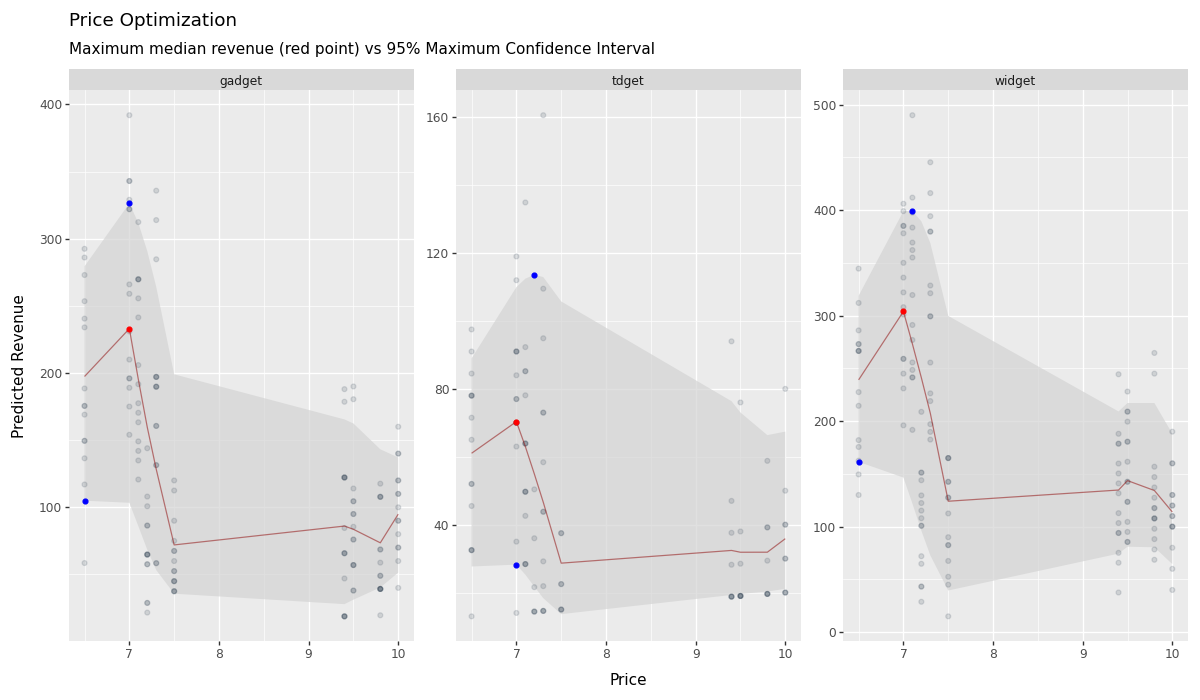 Price Optimization
Maximum median revenue (red point) vs 95% Maximum Confidence Interval
gadget
tdget
widget
Predicted Revenue
400
300
200
100
160
120
80
40
500
400
300
200
100
0
7 8 9 10
7 8 9 10
7 8 9 10
Price